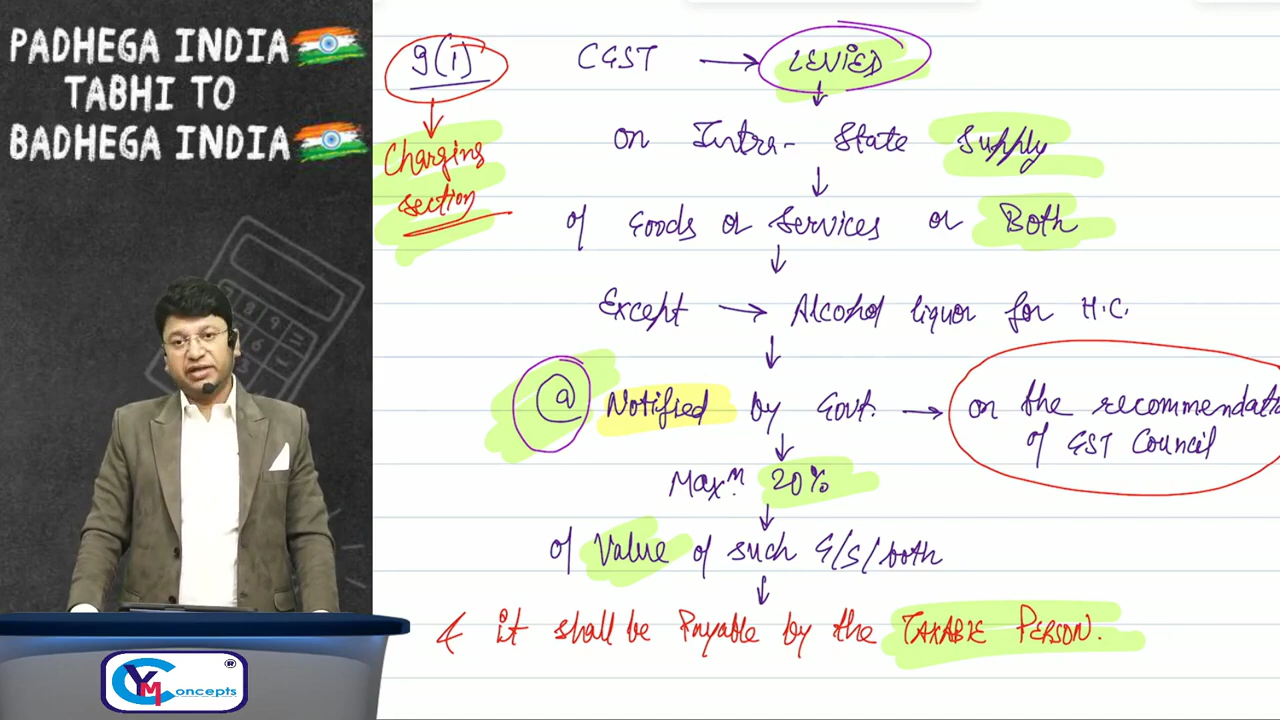 PADHEGA INDIA
TABHI TO
BADHEGA INDIA
9(1)
Charging
section
CGST → LEVIED
on Intra- State Supply
of Goods or Services or Both
Except → Alcohol liquor for H.C.
@ Notified by Govt. → on the recommendat
of GST Council
Maxm. 20%
of Value of such G/S/both
& it shall be Payable by the TAXABLE PERSON.
YM Concepts ®